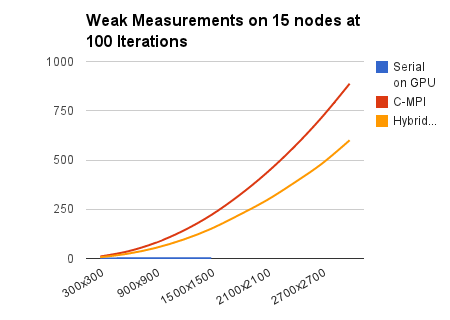 Weak Measurements on 15 nodes at
100 Iterations
1000
750
500
250
0
300x300
900x900
1500x1500
2100x2100
2700x2700
Serial
on GPU
C-MPI
Hybrid...